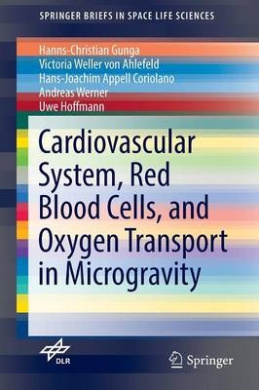 SPRINGER BRIEFS IN SPACE LIFE SCIENCES
Hanns-Christian Gunga
Victoria Weller von Ahlefeld
Hans-Joachim Appell Coriolano
Andreas Werner
Uwe Hoffmann
Cardiovascular
System, Red
Blood Cells, and
Oxygen Transport
in Microgravity
DLR
Springer